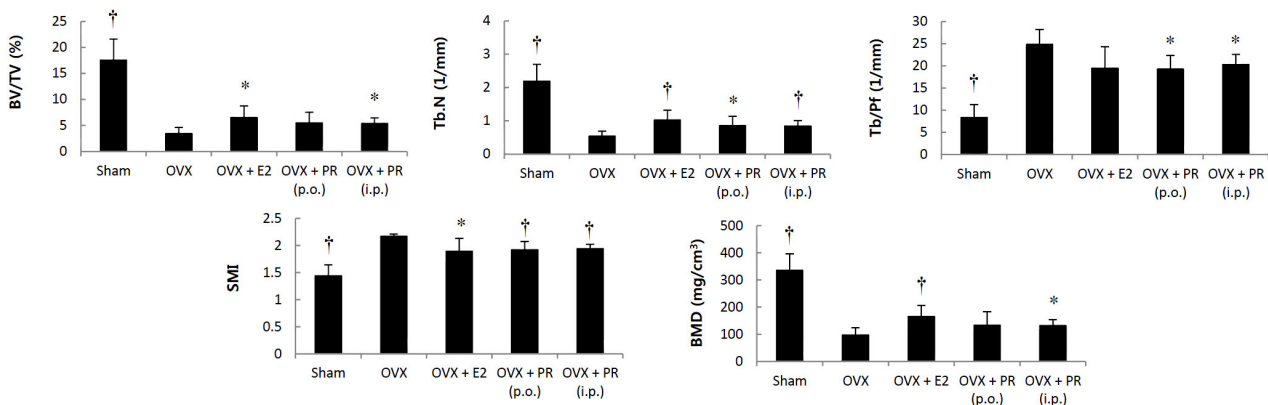 BV/TV (%)
25
20
15
10
5
0
†
*
*
Sham
OVX
OVX + E2
OVX + PR
(p.o.)
OVX + PR
(i.p.)
Tb.N (1/mm)
4
3
2
1
0
†
†
*
†
Sham
OVX
OVX + E2
OVX + PR
(p.o.)
OVX + PR
(i.p.)
Tb/Pf (1/mm)
30
25
20
15
10
5
0
†
*
*
Sham
OVX
OVX + E2
OVX + PR
(p.o.)
OVX + PR
(i.p.)
SMI
2.5
2
1.5
1
0.5
0
†
*
†
†
Sham
OVX
OVX + E2
OVX + PR
(p.o.)
OVX + PR
(i.p.)
BMD (mg/cm³)
500
400
300
200
100
0
†
†
*
Sham
OVX
OVX + E2
OVX + PR
(p.o.)
OVX + PR
(i.p.)